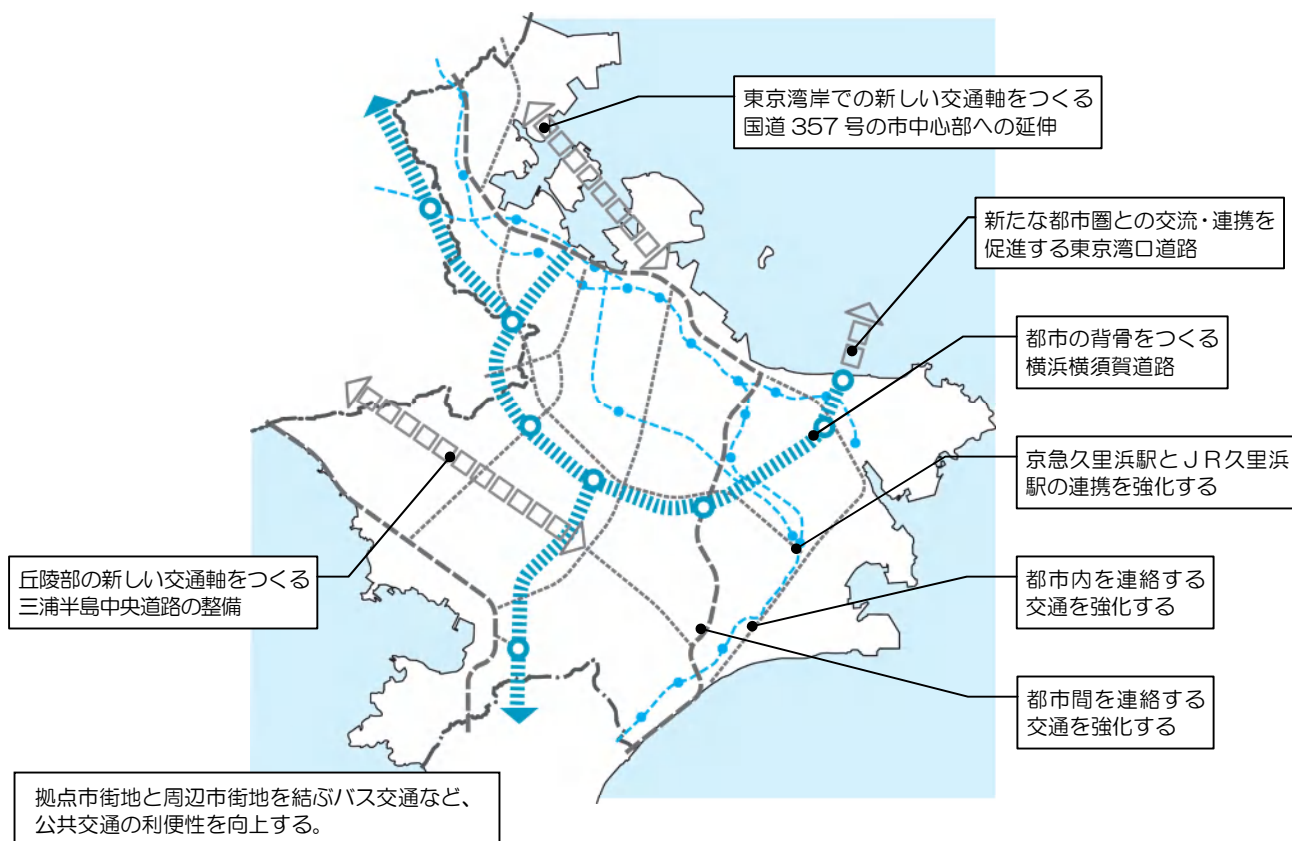 東京湾岸での新しい交通軸をつくる
国道 357 号の市中心部への延伸
新たな都市圏との交流・連携を
促進する東京湾口道路
都市の背骨をつくる
横浜横須賀道路
京急久里浜駅とJR久里浜
駅の連携を強化する
丘陵部の新しい交通軸をつくる
三浦半島中央道路の整備
都市内を連絡する
交通を強化する
都市間を連絡する
交通を強化する
拠点市街地と周辺市街地を結ぶバス交通など、
公共交通の利便性を向上する。